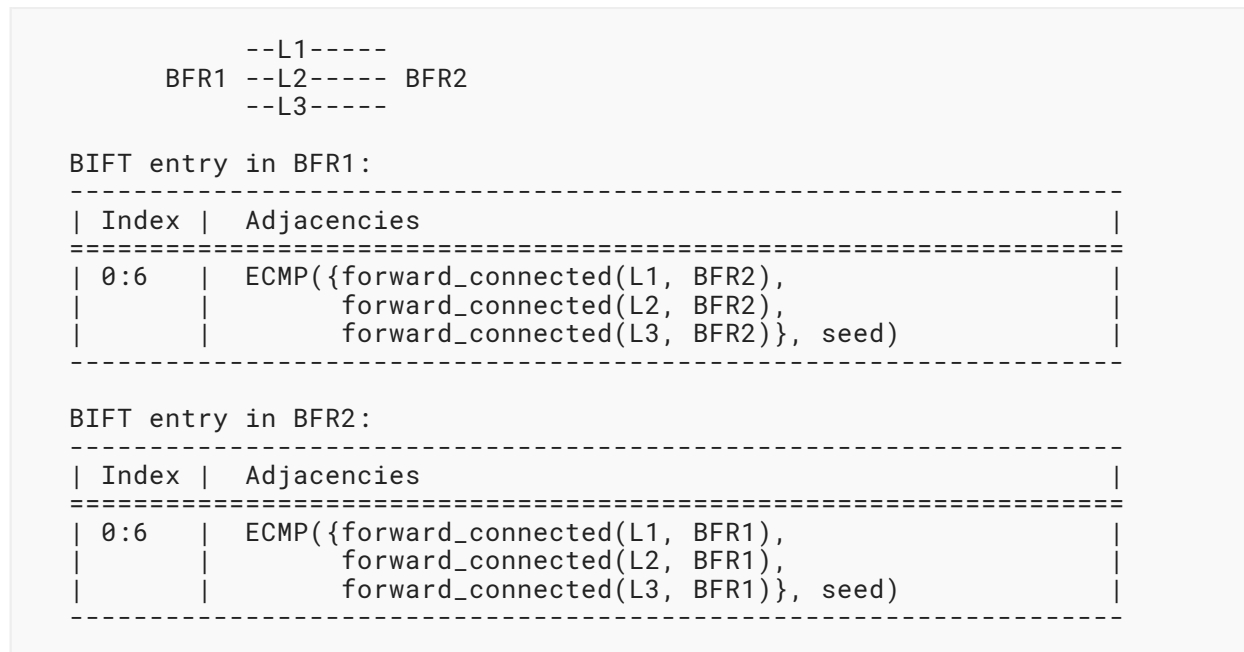 --L1-----
      BFR1 --L2----- BFR2
           --L3-----

BIFT entry in BFR1:
------------------------------------------------------------------
| Index |  Adjacencies                                           |
==================================================================
| 0:6   |  ECMP({forward_connected(L1, BFR2),                    |
|       |        forward_connected(L2, BFR2),                    |
|       |        forward_connected(L3, BFR2)}, seed)             |
------------------------------------------------------------------

BIFT entry in BFR2:
------------------------------------------------------------------
| Index |  Adjacencies                                           |
==================================================================
| 0:6   |  ECMP({forward_connected(L1, BFR1),                    |
|       |        forward_connected(L2, BFR1),                    |
|       |        forward_connected(L3, BFR1)}, seed)             |
------------------------------------------------------------------